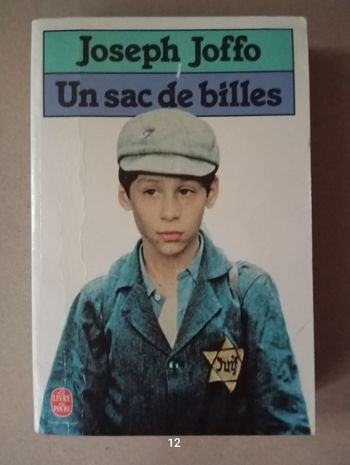 Joseph Joffo
Un sac de billes
Juif
LE LIVRE
DE POCHE
12